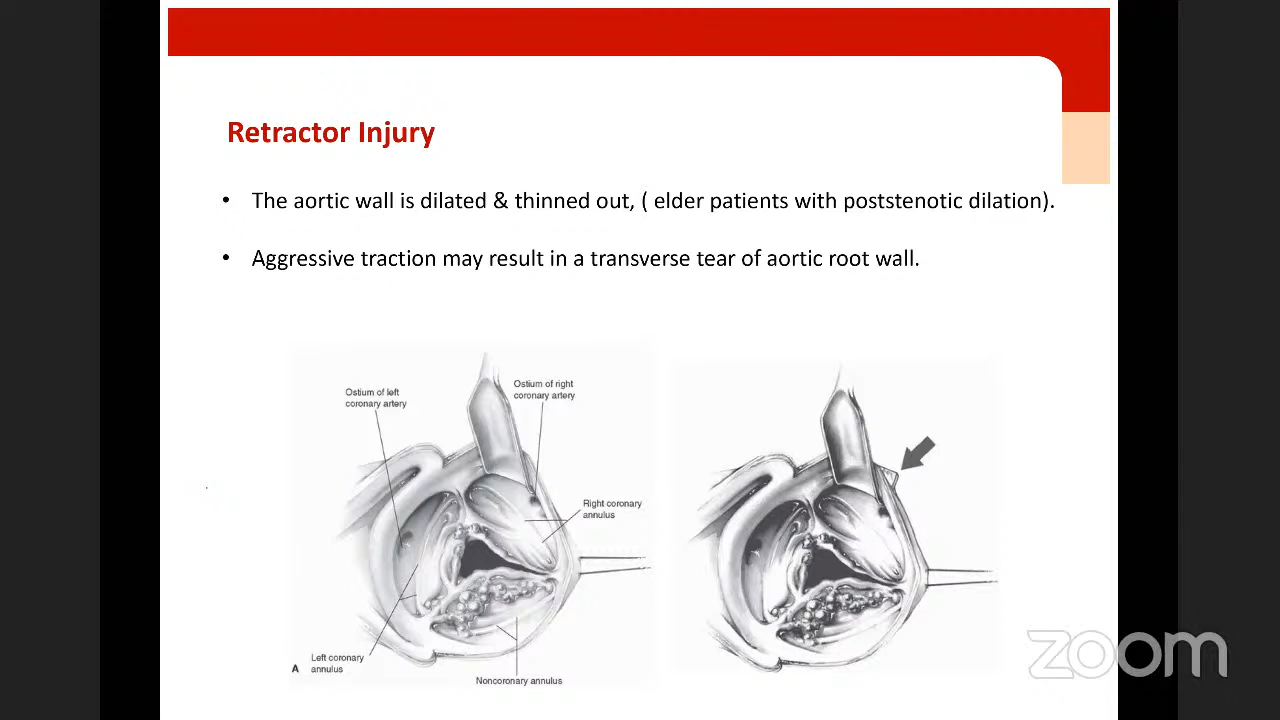 Retractor Injury
• The aortic wall is dilated & thinned out, ( elder patients with poststenotic dilation).
• Aggressive traction may result in a transverse tear of aortic root wall.
Ostium of left
coronary artery
Ostium of right
coronary artery
Right coronary
annulus
Left coronary
annulus
A
Noncoronary annulus
zoom